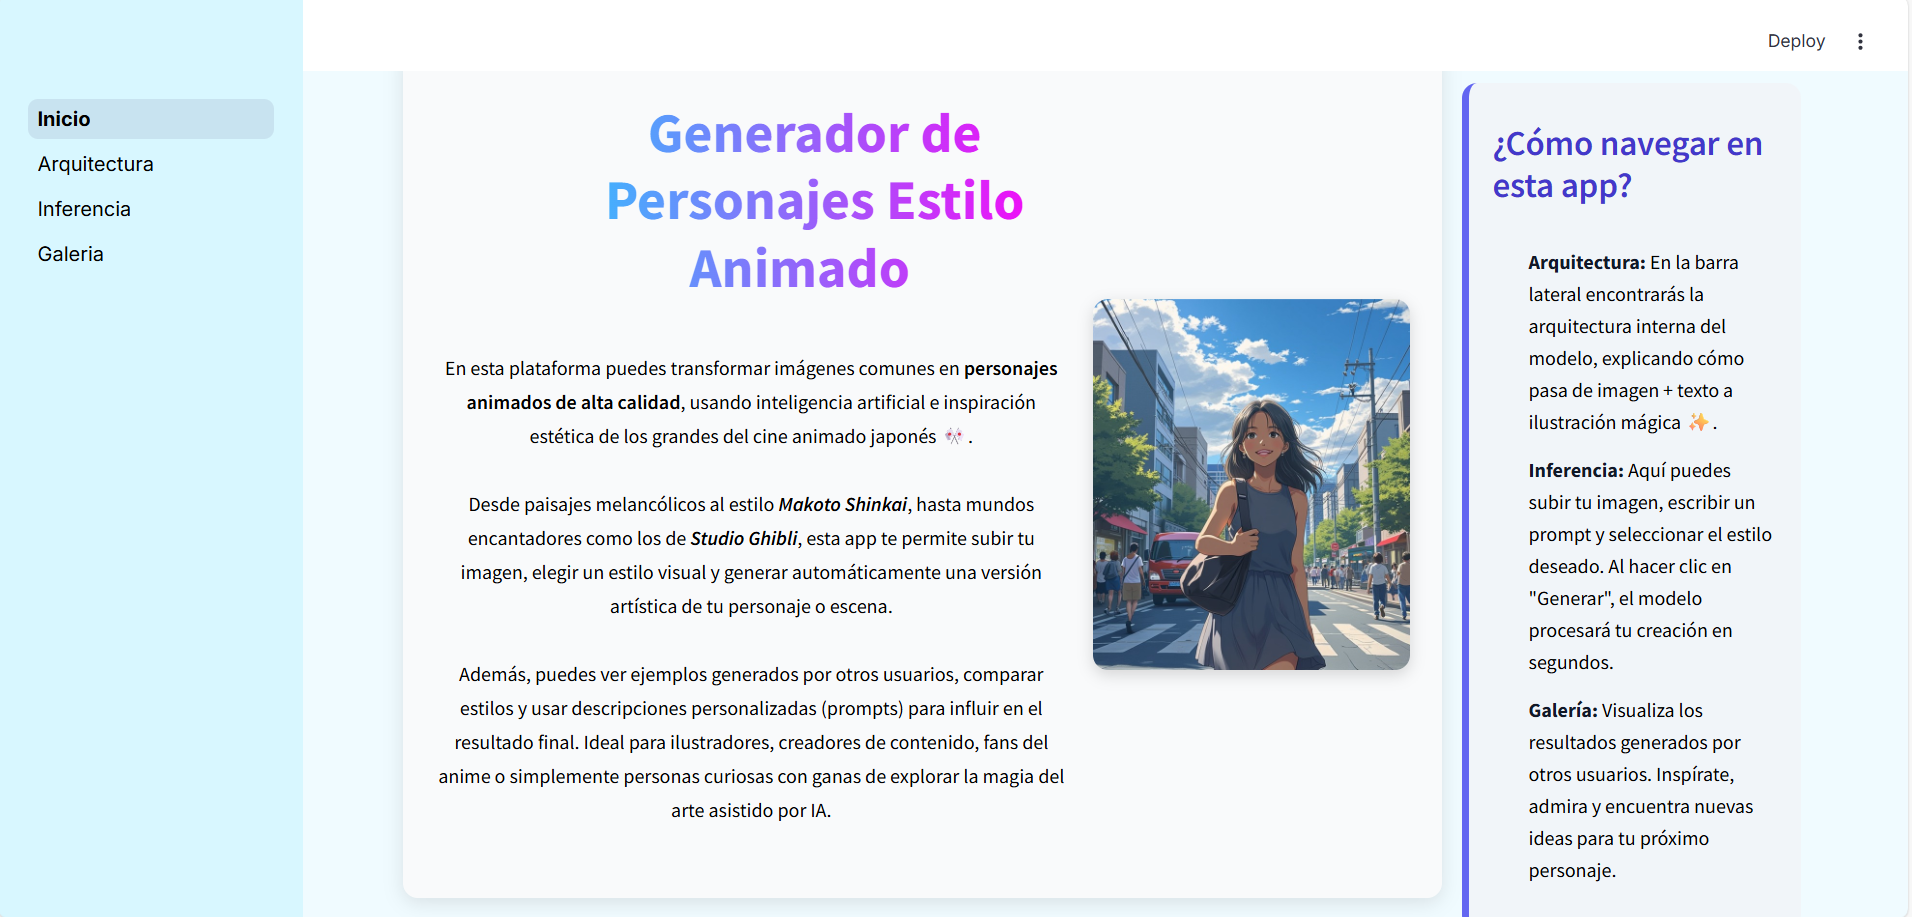 Deploy
Inicio
Arquitectura
Inferencia
Galeria
Generador de
Personajes Estilo
Animado
En esta plataforma puedes transformar imágenes comunes en personajes
animados de alta calidad, usando inteligencia artificial e inspiración
estética de los grandes del cine animado japonés 🎌 .
Desde paisajes melancólicos al estilo Makoto Shinkai, hasta mundos
encantadores como los de Studio Ghibli, esta app te permite subir tu
imagen, elegir un estilo visual y generar automáticamente una versión
artística de tu personaje o escena.
Además, puedes ver ejemplos generados por otros usuarios, comparar
estilos y usar descripciones personalizadas (prompts) para influir en el
resultado final. Ideal para ilustradores, creadores de contenido, fans del
anime o simplemente personas curiosas con ganas de explorar la magia del
arte asistido por IA.
¿Cómo navegar en
esta app?
Arquitectura: En la barra
lateral encontrarás la
arquitectura interna del
modelo, explicando cómo
pasa de imagen + texto a
ilustración mágica ✨ .
Inferencia: Aquí puedes
subir tu imagen, escribir un
prompt y seleccionar el estilo
deseado. Al hacer clic en
"Generar", el modelo
procesará tu creación en
segundos.
Galería: Visualiza los
resultados generados por
otros usuarios. Inspírate,
admira y encuentra nuevas
ideas para tu próximo
personaje.